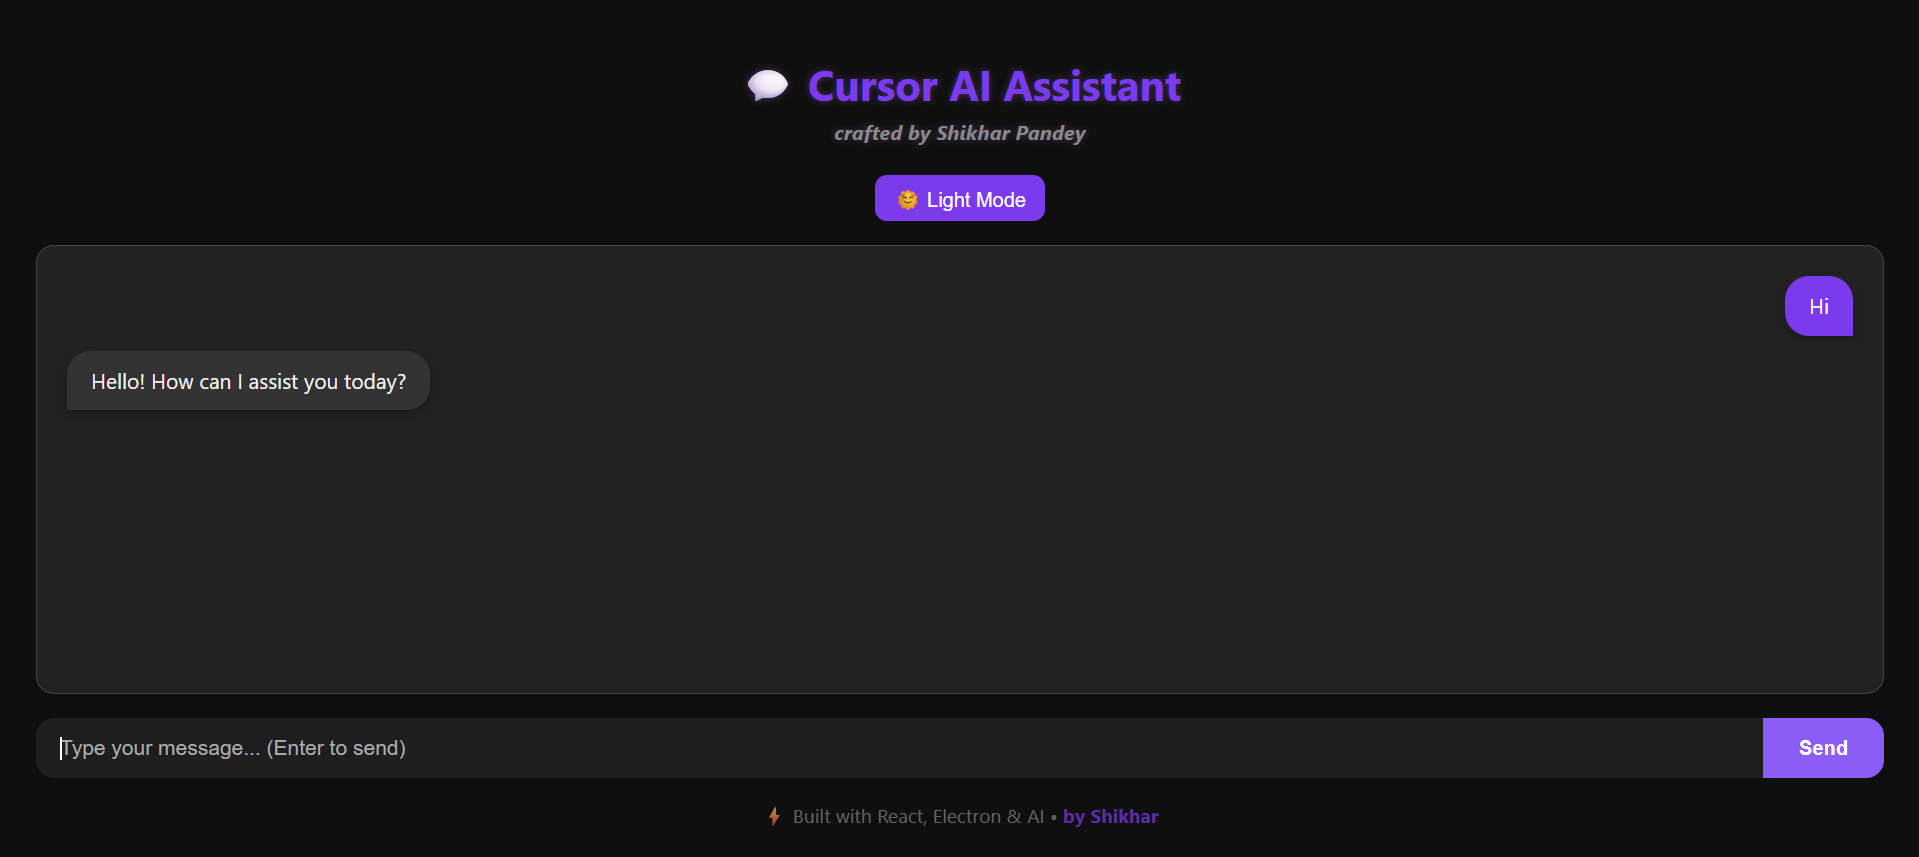 Cursor AI Assistant
crafted by Shikhar Pandey
Light Mode
Hi
Hello! How can I assist you today?
Type your message... (Enter to send)
Send
Built with React, Electron & AI • by Shikhar